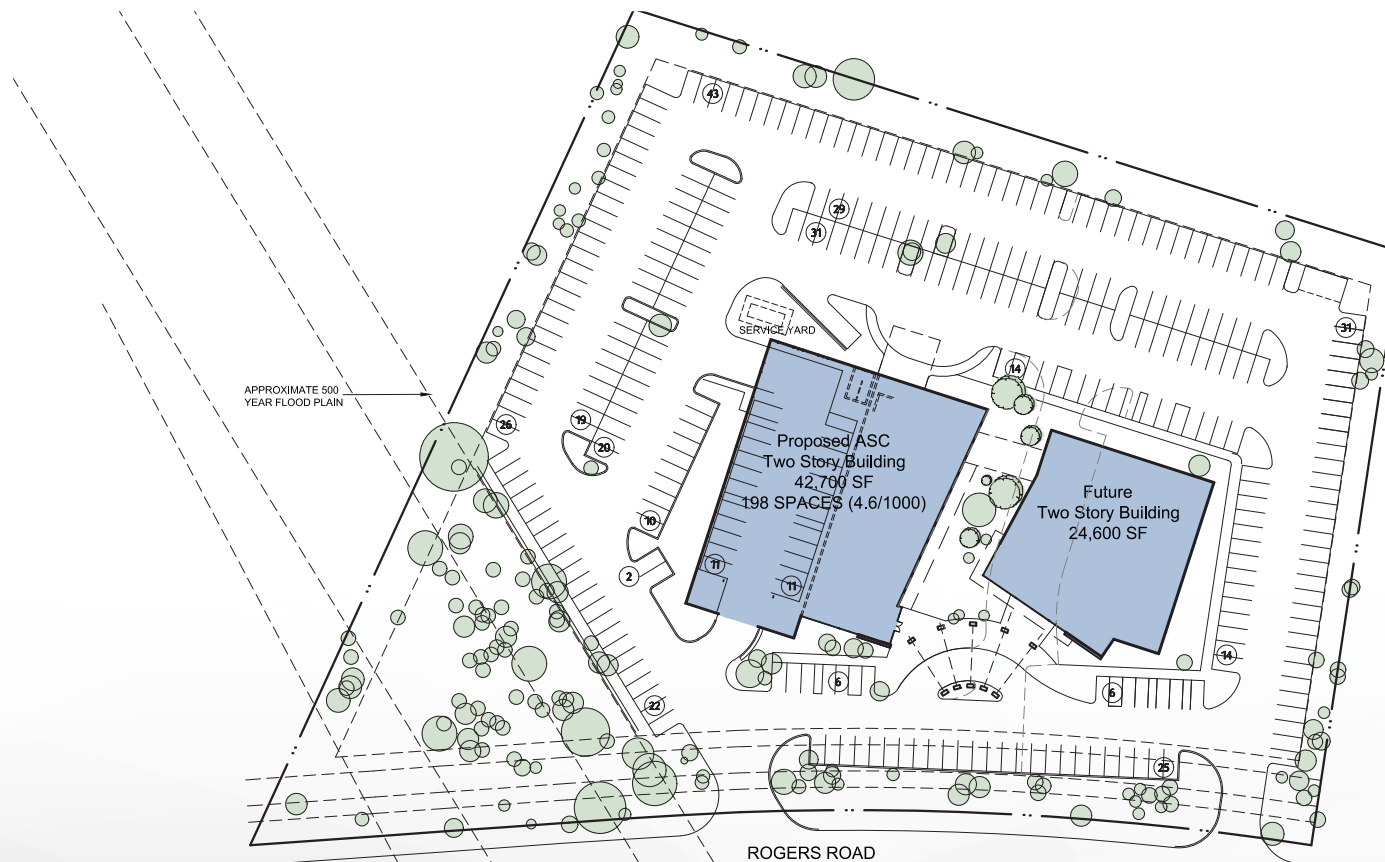 43
29
31
31
SERVICE YARD
14
APPROXIMATE 500
YEAR FLOOD PLAIN
26
19
20
Proposed ASC
Two Story Building
42,700 SF
198 SPACES (4.6/1000)
Future
Two Story Building
24,600 SF
10
11
2
11
14
6
6
22
25
ROGERS ROAD